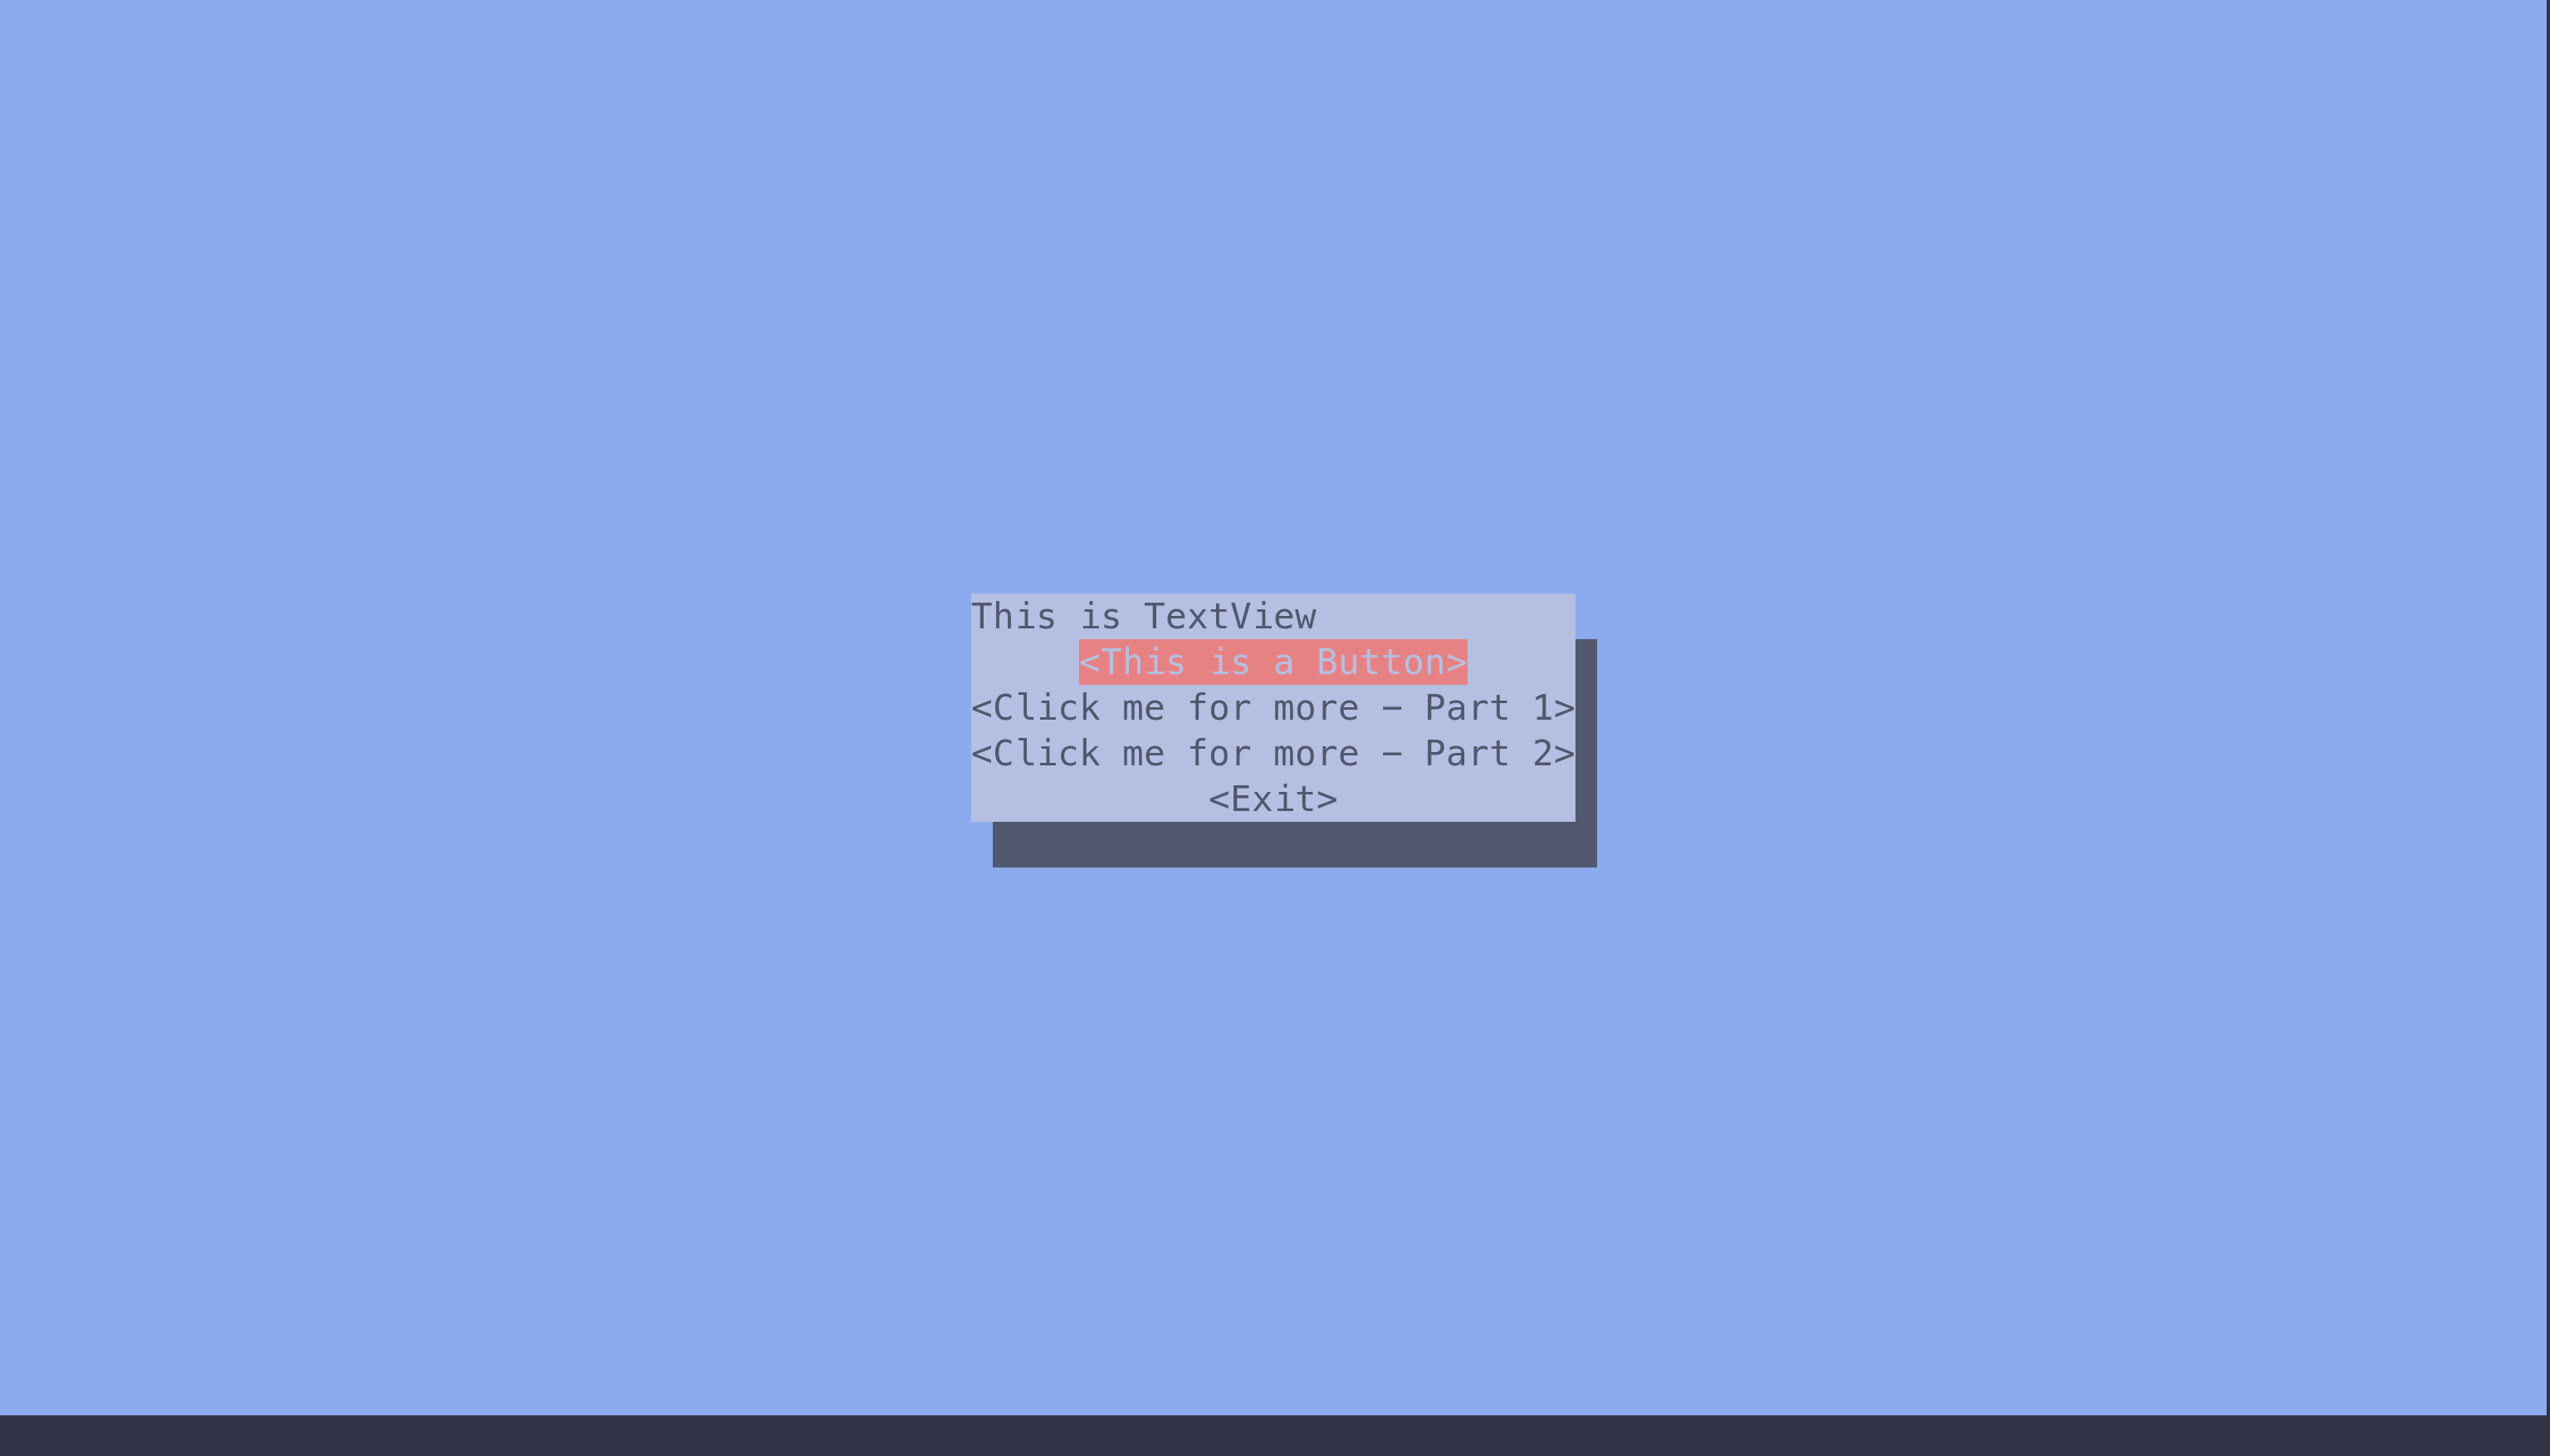 This is TextView
<This is a Button>
<Click me for more - Part 1>
<Click me for more - Part 2>
<Exit>